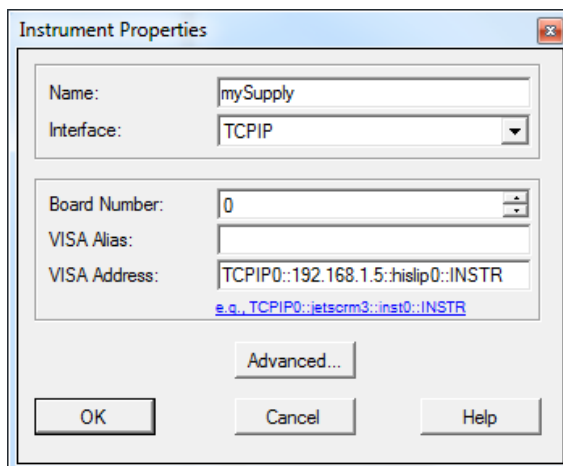 Instrument Properties
Name: mySupply
Interface: TCPIP
Board Number: 0
VISA Alias:
VISA Address: TCPIP0::192.168.1.5::hislip0::INSTR
e.g., TCPIP0::jetscrm3::inst0::INSTR
Advanced...
OK Cancel Help